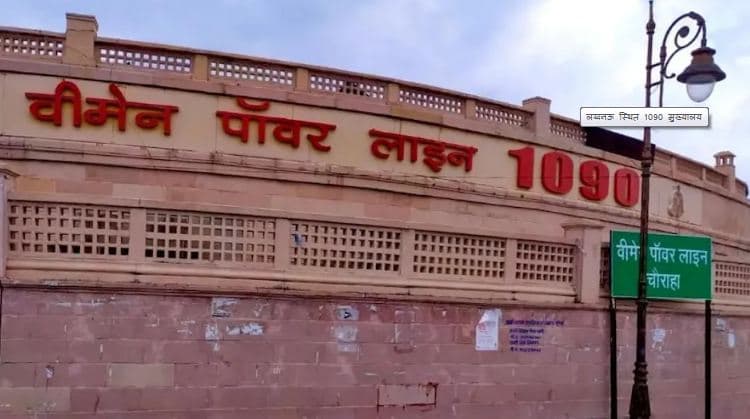 वीमेन पॉवर लाइन 1090
लखनऊ स्थित 1090 मुख्यालय
वीमेन पॉवर लाइन
चौराहा